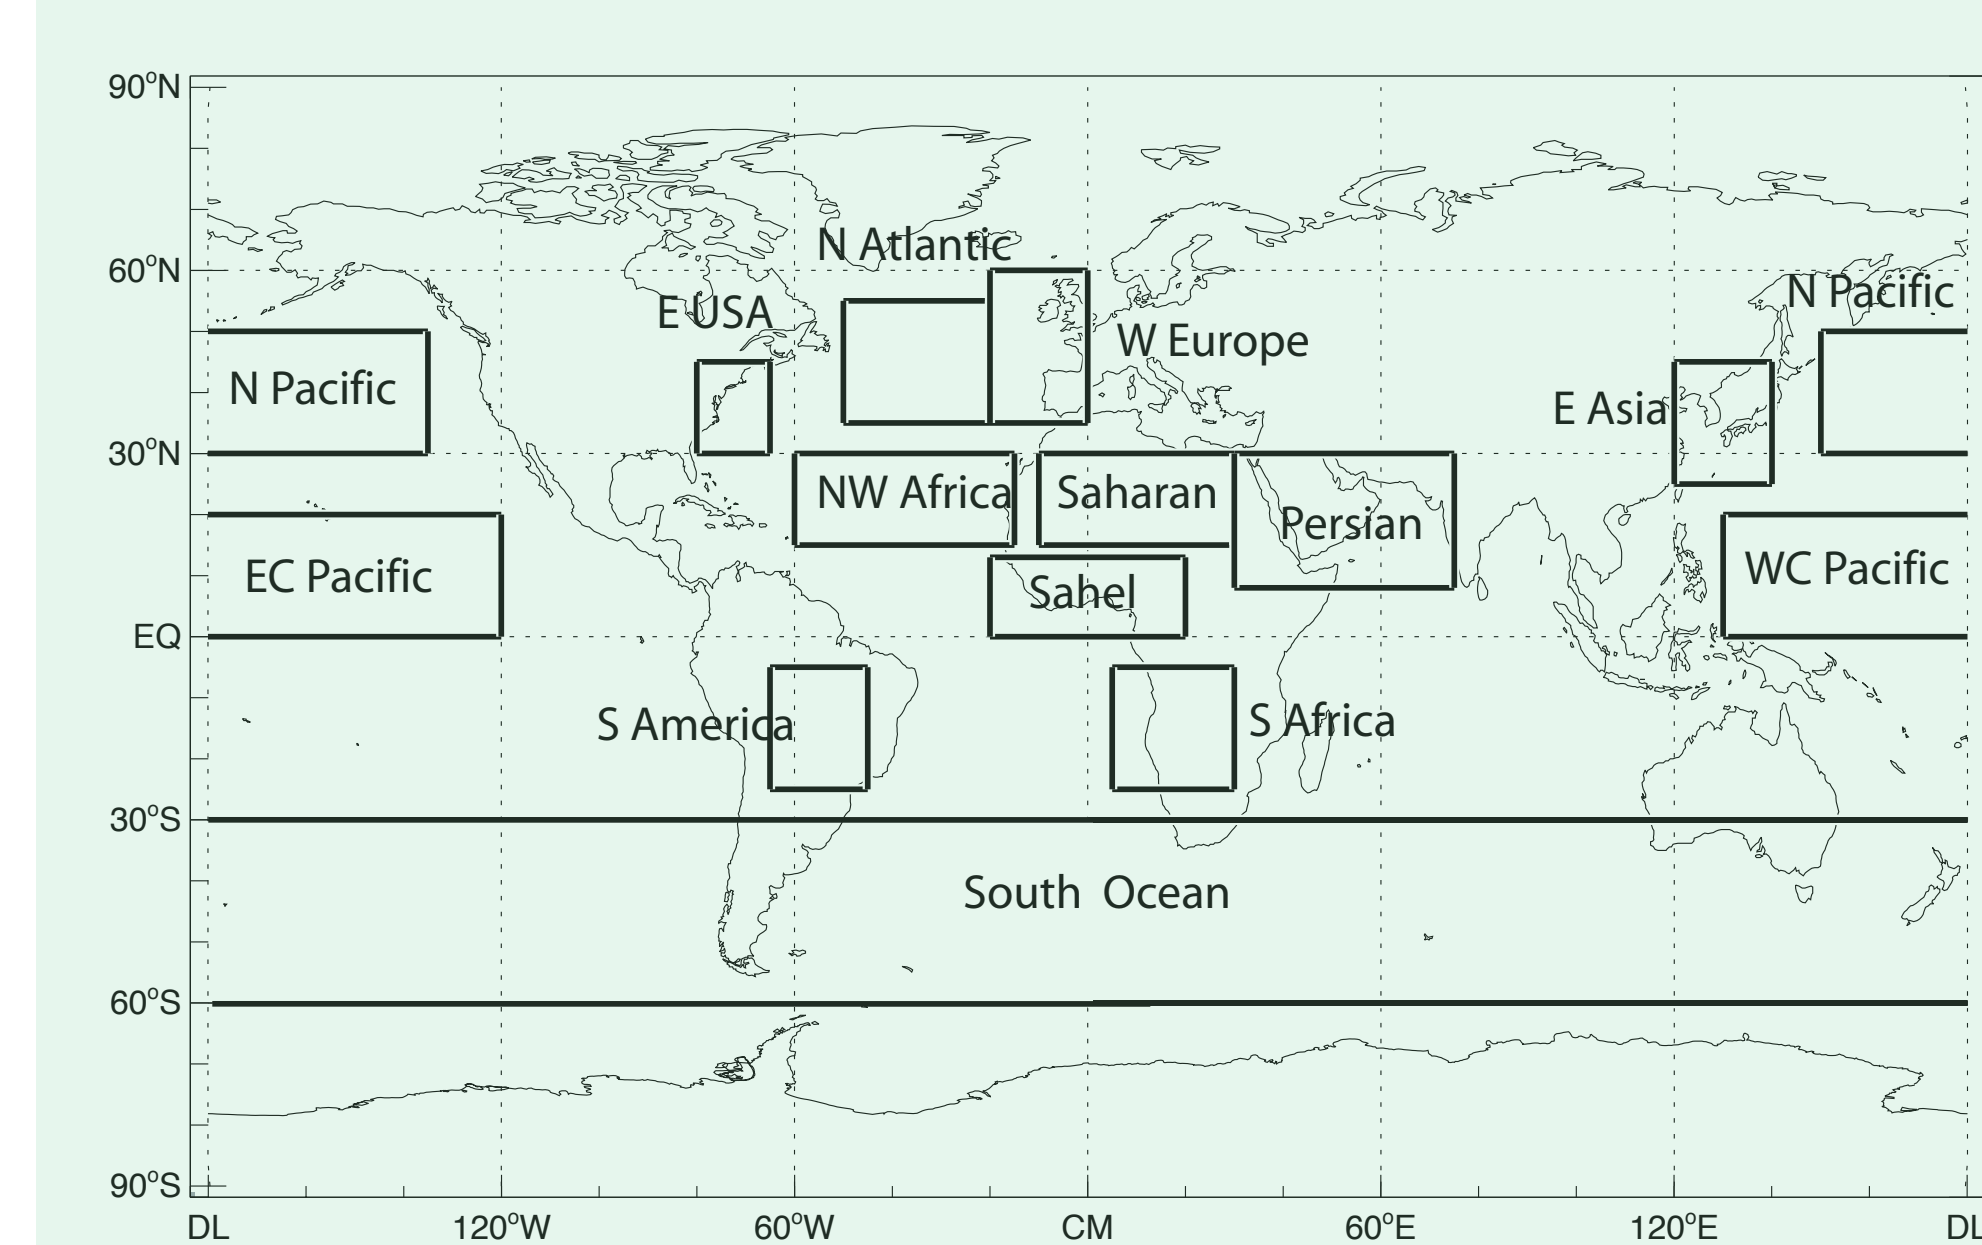 90°N
60°N
30°N
EQ
30°S
60°S
90°S
N Atlantic
E USA
N Pacific
W Europe
N Pacific
E Asia
NW Africa
Saharan
Persian
EC Pacific
Sahel
WC Pacific
S America
S Africa
South Ocean
DL
120°W
60°W
CM
60°E
120°E
DL